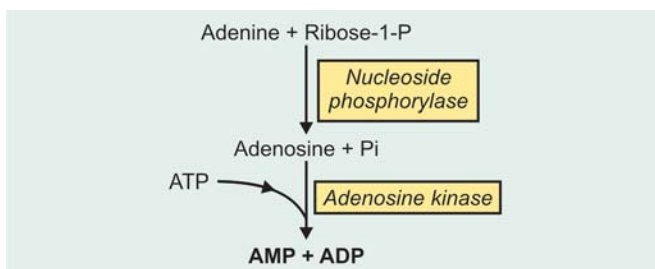 Adenine + Ribose-1-P
Nucleoside
phosphorylase
Adenosine + Pi
ATP
Adenosine kinase
AMP + ADP